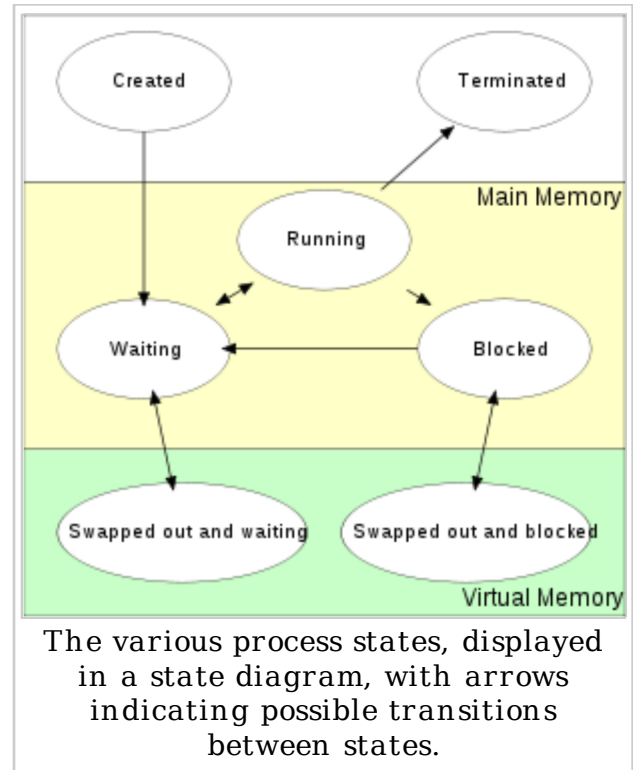 Created
Terminated
Main Memory
Running
Waiting
Blocked
Swapped out and waiting
Swapped out and blocked
Virtual Memory
The various process states, displayed
in a state diagram, with arrows
indicating possible transitions
between states.